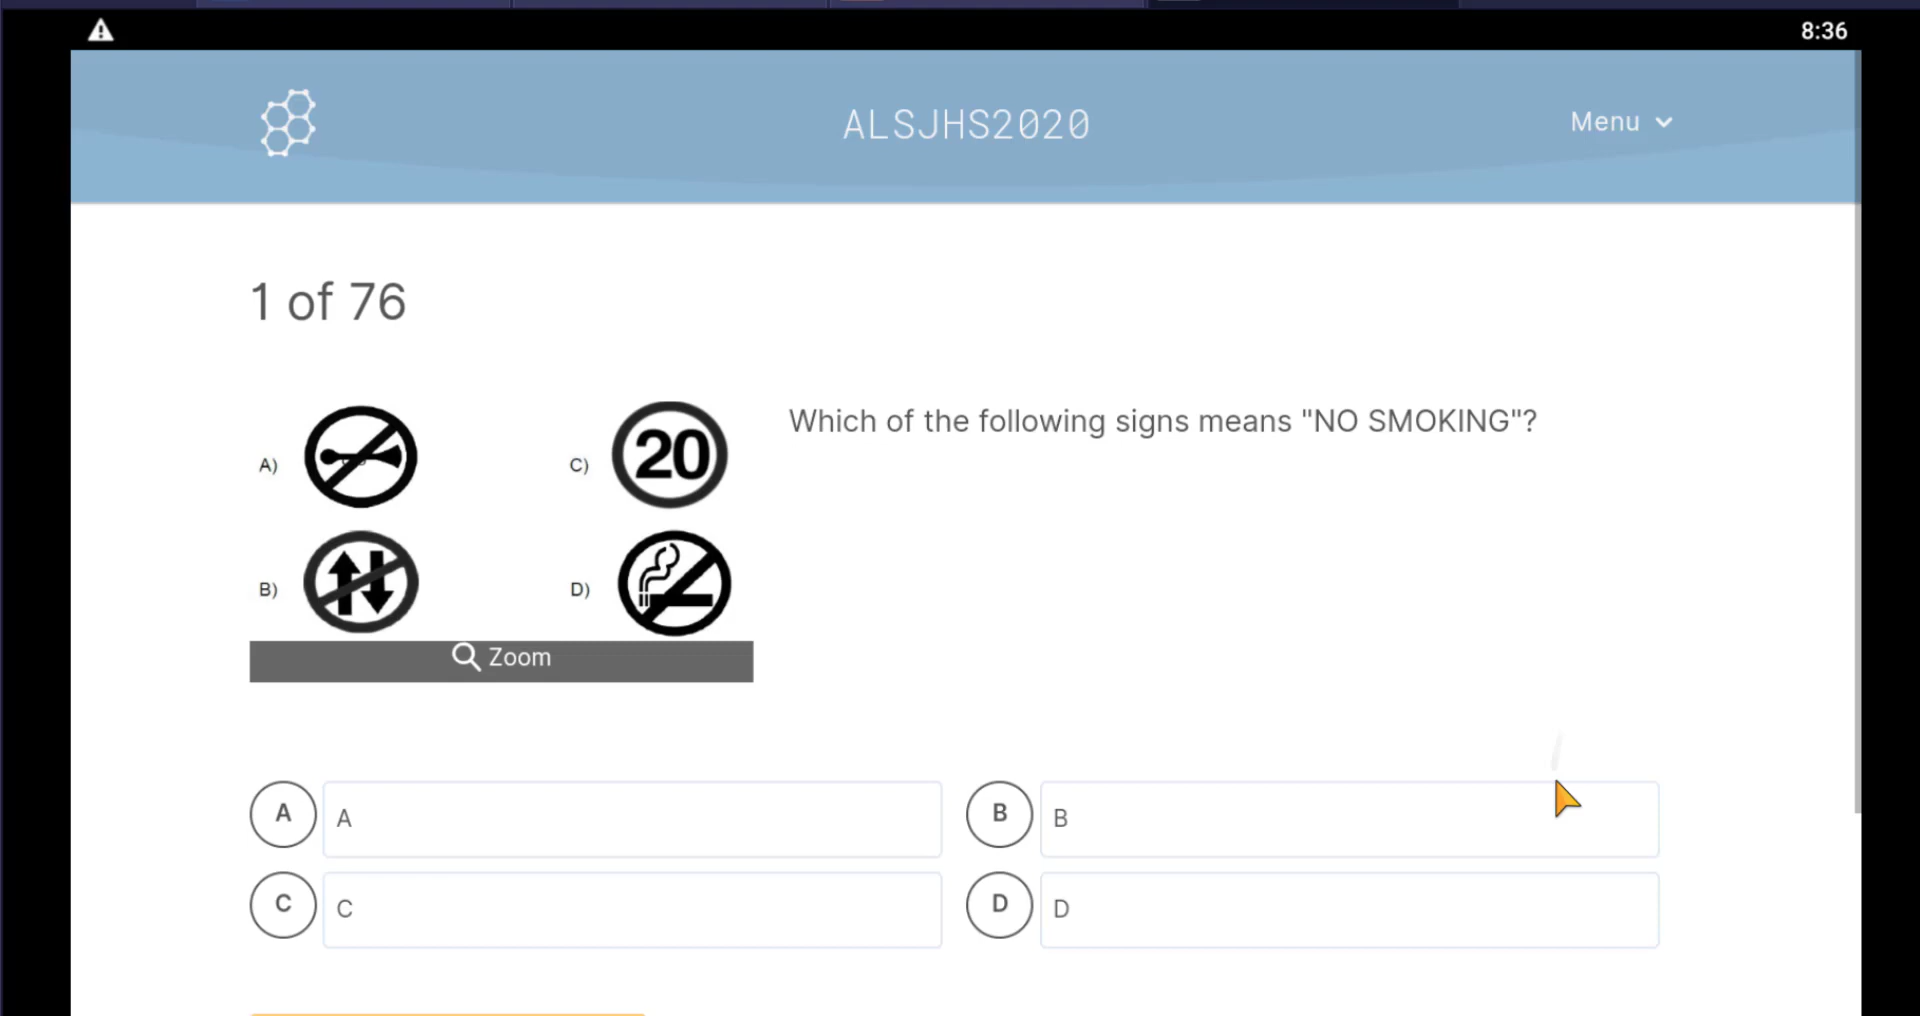 8:36
ALSJHS2020
Menu
1 of 76
A)
C) 20
Which of the following signs means "NO SMOKING"?
B)
D)
Zoom
A A
B B
C C
D D